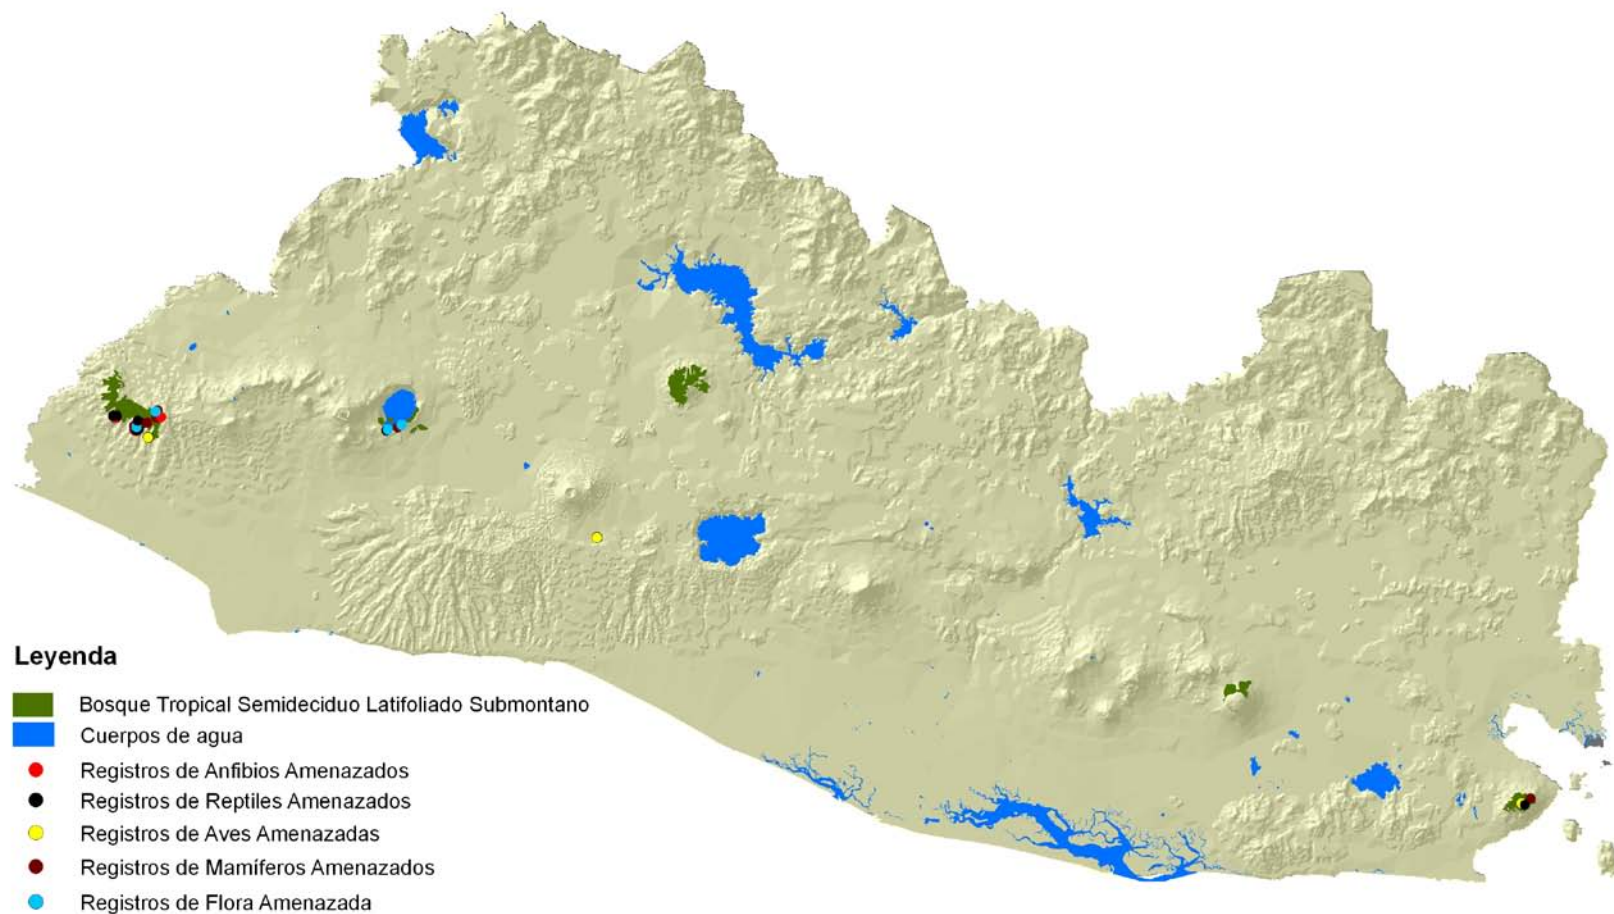 Leyenda
Bosque Tropical Semideciduo Latifoliado Submontano
Cuerpos de agua
Registros de Anfibios Amenazados
Registros de Reptiles Amenazados
Registros de Aves Amenazadas
Registros de Mamíferos Amenazados
Registros de Flora Amenazada